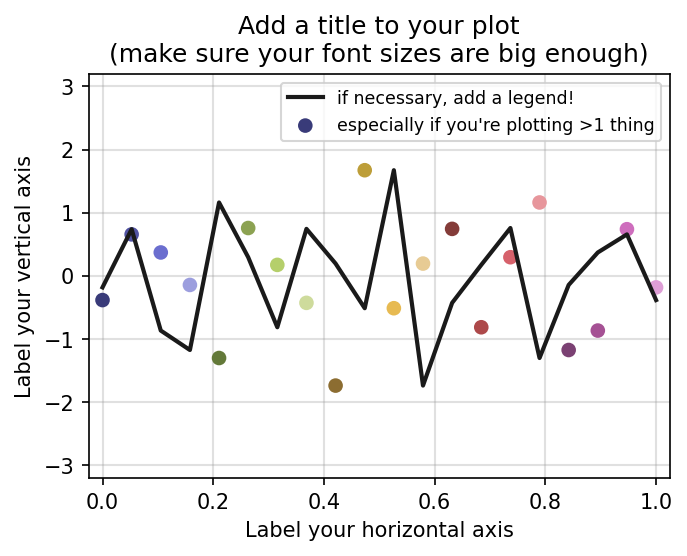 Add a title to your plot
(make sure your font sizes are big enough)
if necessary, add a legend!
especially if you're plotting >1 thing
Label your vertical axis
3
2
1
0
−1
−2
−3
0.0 0.2 0.4 0.6 0.8 1.0
Label your horizontal axis